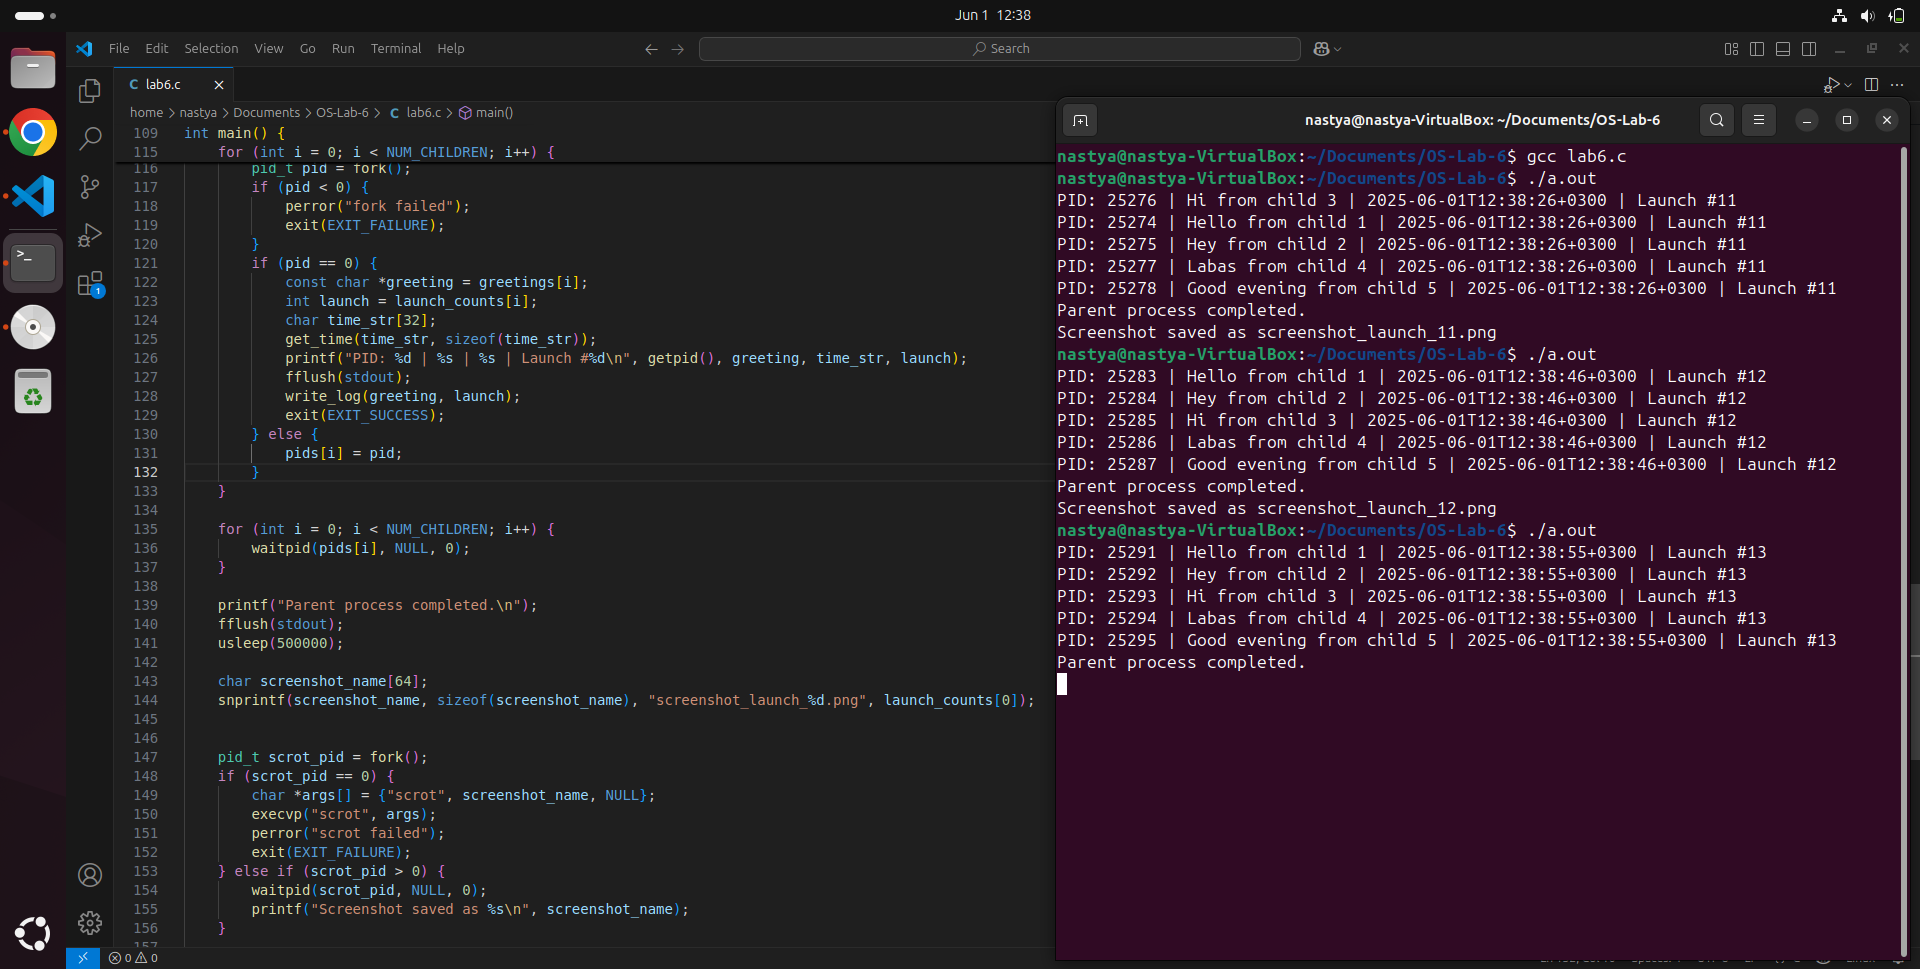 Jun 1 12:38
File Edit Selection View Go Run Terminal Help
Search
lab6.c
home > nastya > Documents > OS-Lab-6 > C lab6.c > main()
109 int main() {
115 for (int i = 0; i < NUM_CHILDREN; i++) {
116 pid_t pid = fork();
117 if (pid < 0) {
118 perror("fork failed");
119 exit(EXIT_FAILURE);
120 }
121 if (pid == 0) {
122 const char *greeting = greetings[i];
123 int launch = launch_counts[i];
124 char time_str[32];
125 get_time(time_str, sizeof(time_str));
126 printf("PID: %d | %s | %s | Launch #%d\n", getpid(), greeting, time_str, launch);
127 fflush(stdout);
128 write_log(greeting, launch);
129 exit(EXIT_SUCCESS);
130 } else {
131 pids[i] = pid;
132 }
133 }
134
135 for (int i = 0; i < NUM_CHILDREN; i++) {
136 waitpid(pids[i], NULL, 0);
137 }
138
139 printf("Parent process completed.\n");
140 fflush(stdout);
141 usleep(500000);
142
143 char screenshot_name[64];
144 snprintf(screenshot_name, sizeof(screenshot_name), "screenshot_launch_%d.png", launch_counts[0]);
145
146
147 pid_t scrot_pid = fork();
148 if (scrot_pid == 0) {
149 char *args[] = {"scrot", screenshot_name, NULL};
150 execvp("scrot", args);
151 perror("scrot failed");
152 exit(EXIT_FAILURE);
153 } else if (scrot_pid > 0) {
154 waitpid(scrot_pid, NULL, 0);
155 printf("Screenshot saved as %s\n", screenshot_name);
156 }
157
1
0 0
nastya@nastya-VirtualBox: ~/Documents/OS-Lab-6
nastya@nastya-VirtualBox:~/Documents/OS-Lab-6$ gcc lab6.c
nastya@nastya-VirtualBox:~/Documents/OS-Lab-6$ ./a.out
PID: 25276 | Hi from child 3 | 2025-06-01T12:38:26+0300 | Launch #11
PID: 25274 | Hello from child 1 | 2025-06-01T12:38:26+0300 | Launch #11
PID: 25275 | Hey from child 2 | 2025-06-01T12:38:26+0300 | Launch #11
PID: 25277 | Labas from child 4 | 2025-06-01T12:38:26+0300 | Launch #11
PID: 25278 | Good evening from child 5 | 2025-06-01T12:38:26+0300 | Launch #11
Parent process completed.
Screenshot saved as screenshot_launch_11.png
nastya@nastya-VirtualBox:~/Documents/OS-Lab-6$ ./a.out
PID: 25283 | Hello from child 1 | 2025-06-01T12:38:46+0300 | Launch #12
PID: 25284 | Hey from child 2 | 2025-06-01T12:38:46+0300 | Launch #12
PID: 25285 | Hi from child 3 | 2025-06-01T12:38:46+0300 | Launch #12
PID: 25286 | Labas from child 4 | 2025-06-01T12:38:46+0300 | Launch #12
PID: 25287 | Good evening from child 5 | 2025-06-01T12:38:46+0300 | Launch #12
Parent process completed.
Screenshot saved as screenshot_launch_12.png
nastya@nastya-VirtualBox:~/Documents/OS-Lab-6$ ./a.out
PID: 25291 | Hello from child 1 | 2025-06-01T12:38:55+0300 | Launch #13
PID: 25292 | Hey from child 2 | 2025-06-01T12:38:55+0300 | Launch #13
PID: 25293 | Hi from child 3 | 2025-06-01T12:38:55+0300 | Launch #13
PID: 25294 | Labas from child 4 | 2025-06-01T12:38:55+0300 | Launch #13
PID: 25295 | Good evening from child 5 | 2025-06-01T12:38:55+0300 | Launch #13
Parent process completed.